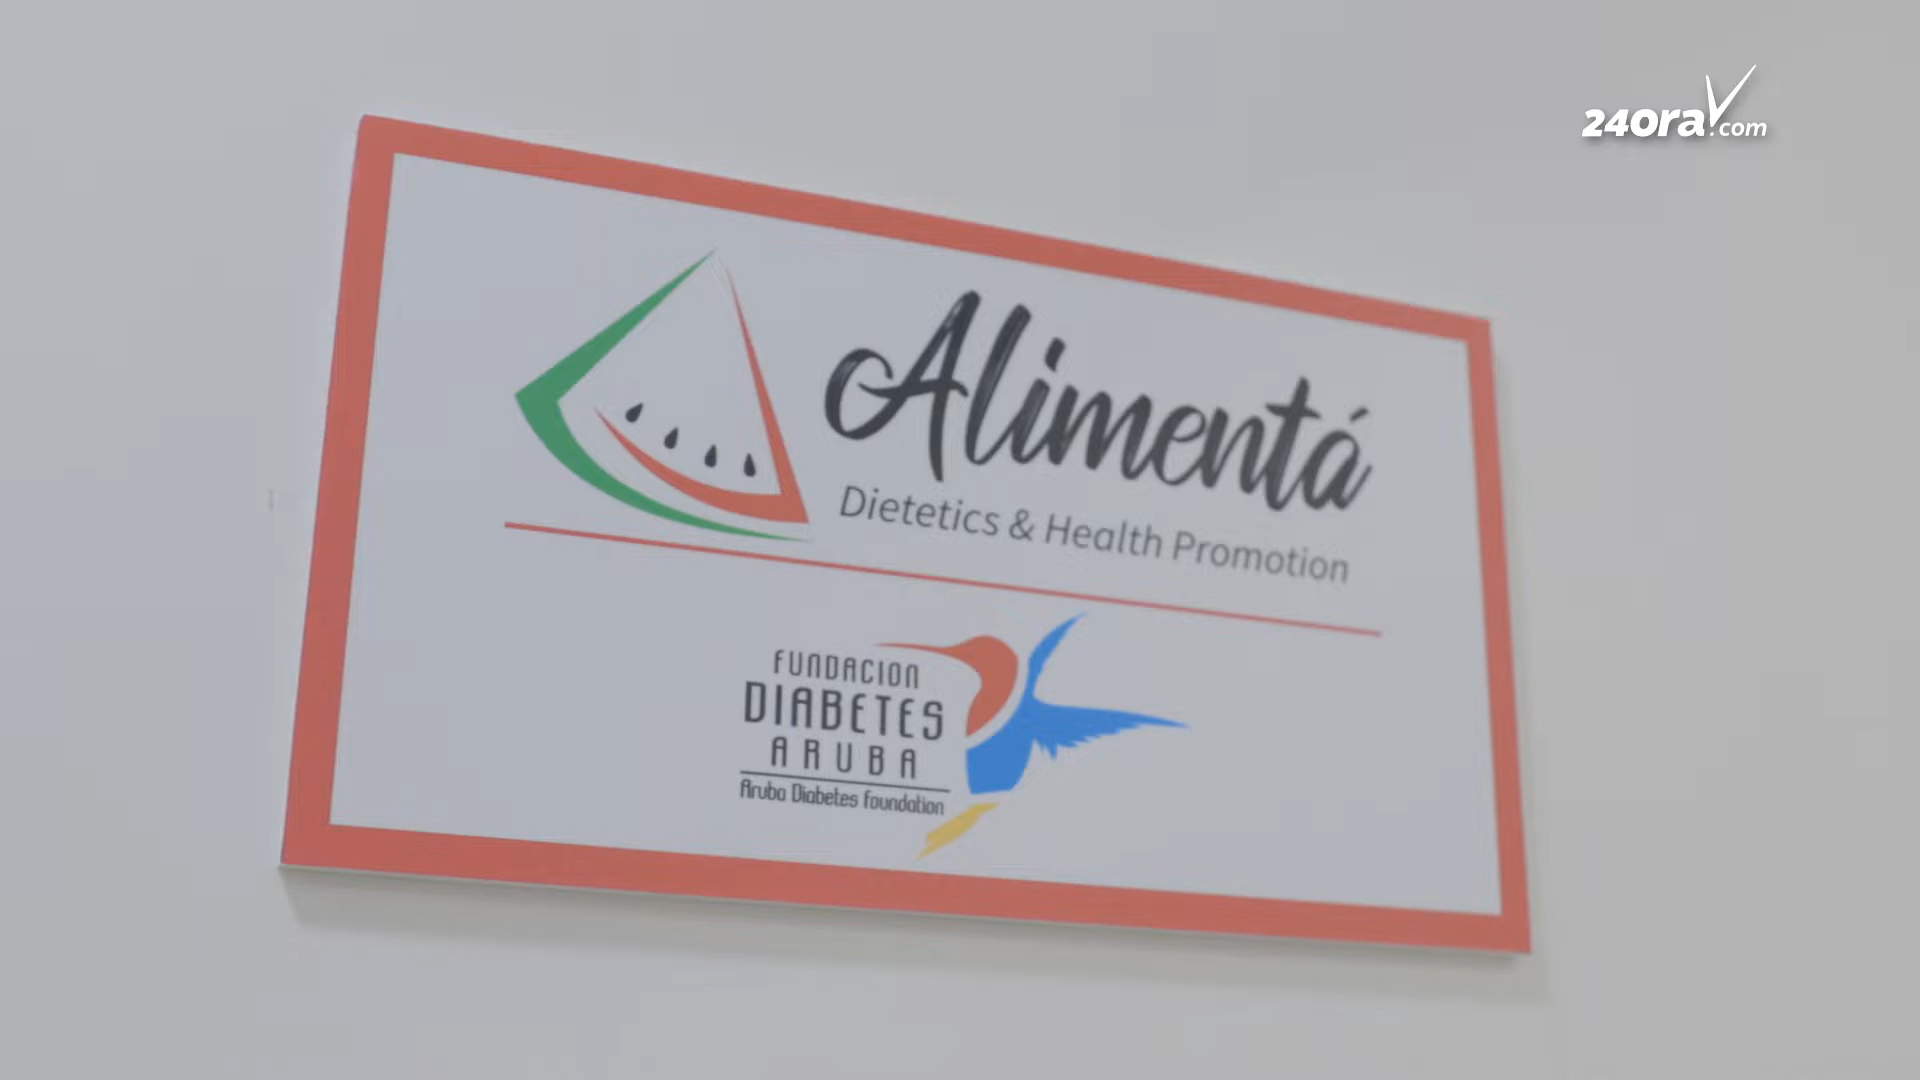 24ora.com
Alimentá
Dietetics & Health Promotion
FUNDACION
DIABETES
ARUBA
Aruba Diabetes Foundation